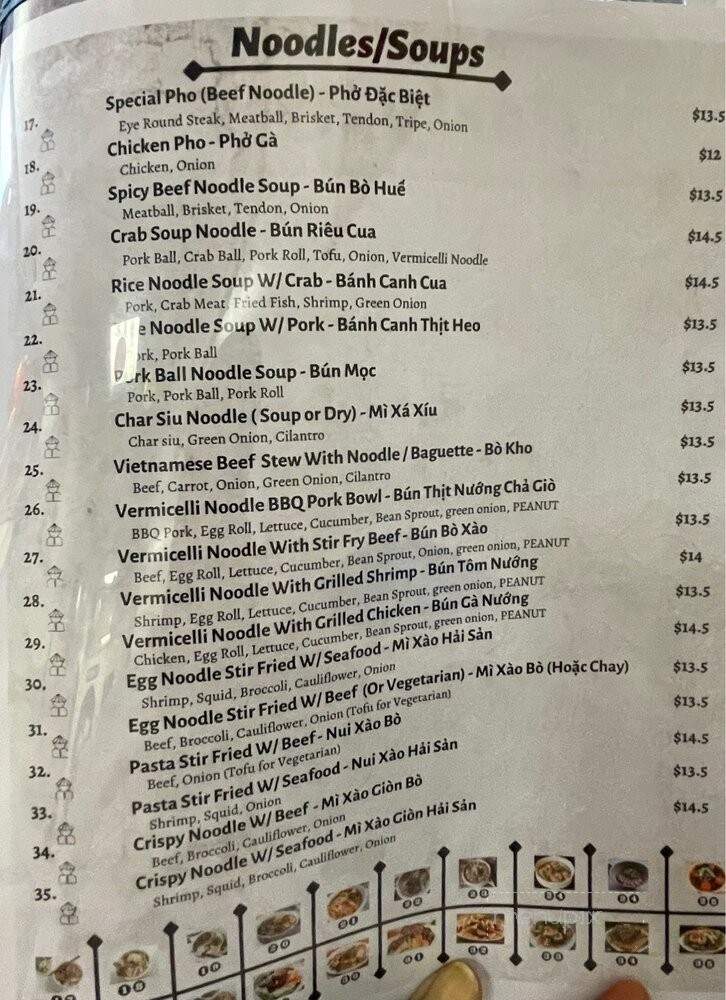 Noodles/Soups
17. Special Pho (Beef Noodle) - Phở Đặc Biệt $13.5
Eye Round Steak, Meatball, Brisket, Tendon, Tripe, Onion
18. Chicken Pho - Phở Gà $12
Chicken, Onion
19. Spicy Beef Noodle Soup - Bún Bò Huế $13.5
Meatball, Brisket, Tendon, Onion
20. Crab Soup Noodle - Bún Riêu Cua $14.5
Pork Ball, Crab Ball, Pork Roll, Tofu, Onion, Vermicelli Noodle
21. Rice Noodle Soup W/ Crab - Bánh Canh Cua $14.5
Pork, Crab Meat, Fried Fish, Shrimp, Green Onion
22. Noodle Soup W/ Pork - Bánh Canh Thịt Heo $13.5
Pork, Pork Ball
23. Pork Ball Noodle Soup - Bún Mọc $13.5
Pork, Pork Ball, Pork Roll
24. Char Siu Noodle ( Soup or Dry) - Mì Xá Xíu $13.5
Char siu, Green Onion, Cilantro
25. Vietnamese Beef Stew With Noodle / Baguette - Bò Kho $13.5
Beef, Carrot, Onion, Green Onion, Cilantro
26. Vermicelli Noodle BBQ Pork Bowl - Bún Thịt Nướng Chả Giò $13.5
BBQ Pork, Egg Roll, Lettuce, Cucumber, Bean Sprout, green onion, PEANUT
27. Vermicelli Noodle With Stir Fry Beef - Bún Bò Xào $13.5
Beef, Egg Roll, Lettuce, Cucumber, Bean Sprout, Onion, green onion, PEANUT
28. Vermicelli Noodle With Grilled Shrimp - Bún Tôm Nướng $14
Shrimp, Egg Roll, Lettuce, Cucumber, Bean Sprout, green onion, PEANUT
29. Vermicelli Noodle With Grilled Chicken - Bún Gà Nướng $13.5
Chicken, Egg Roll, Lettuce, Cucumber, Bean Sprout, green onion, PEANUT
30. Egg Noodle Stir Fried W/ Seafood - Mì Xào Hải Sản $14.5
Shrimp, Squid, Broccoli, Cauliflower, Onion
31. Egg Noodle Stir Fried W/ Beef (Or Vegetarian) - Mì Xào Bò (Hoặc Chay) $13.5
Beef, Broccoli, Cauliflower, Onion (Tofu for Vegetarian)
32. Pasta Stir Fried W/ Beef - Nui Xào Bò $13.5
Beef, Onion (Tofu for Vegetarian)
33. Pasta Stir Fried W/ Seafood - Nui Xào Hải Sản $14.5
Shrimp, Squid, Onion
34. Crispy Noodle W/ Beef - Mì Xào Giòn Bò $13.5
Beef, Broccoli, Cauliflower, Onion
35. Crispy Noodle W/ Seafood - Mì Xào Giòn Hải Sản $14.5
Shrimp, Squid, Broccoli, Cauliflower, Onion